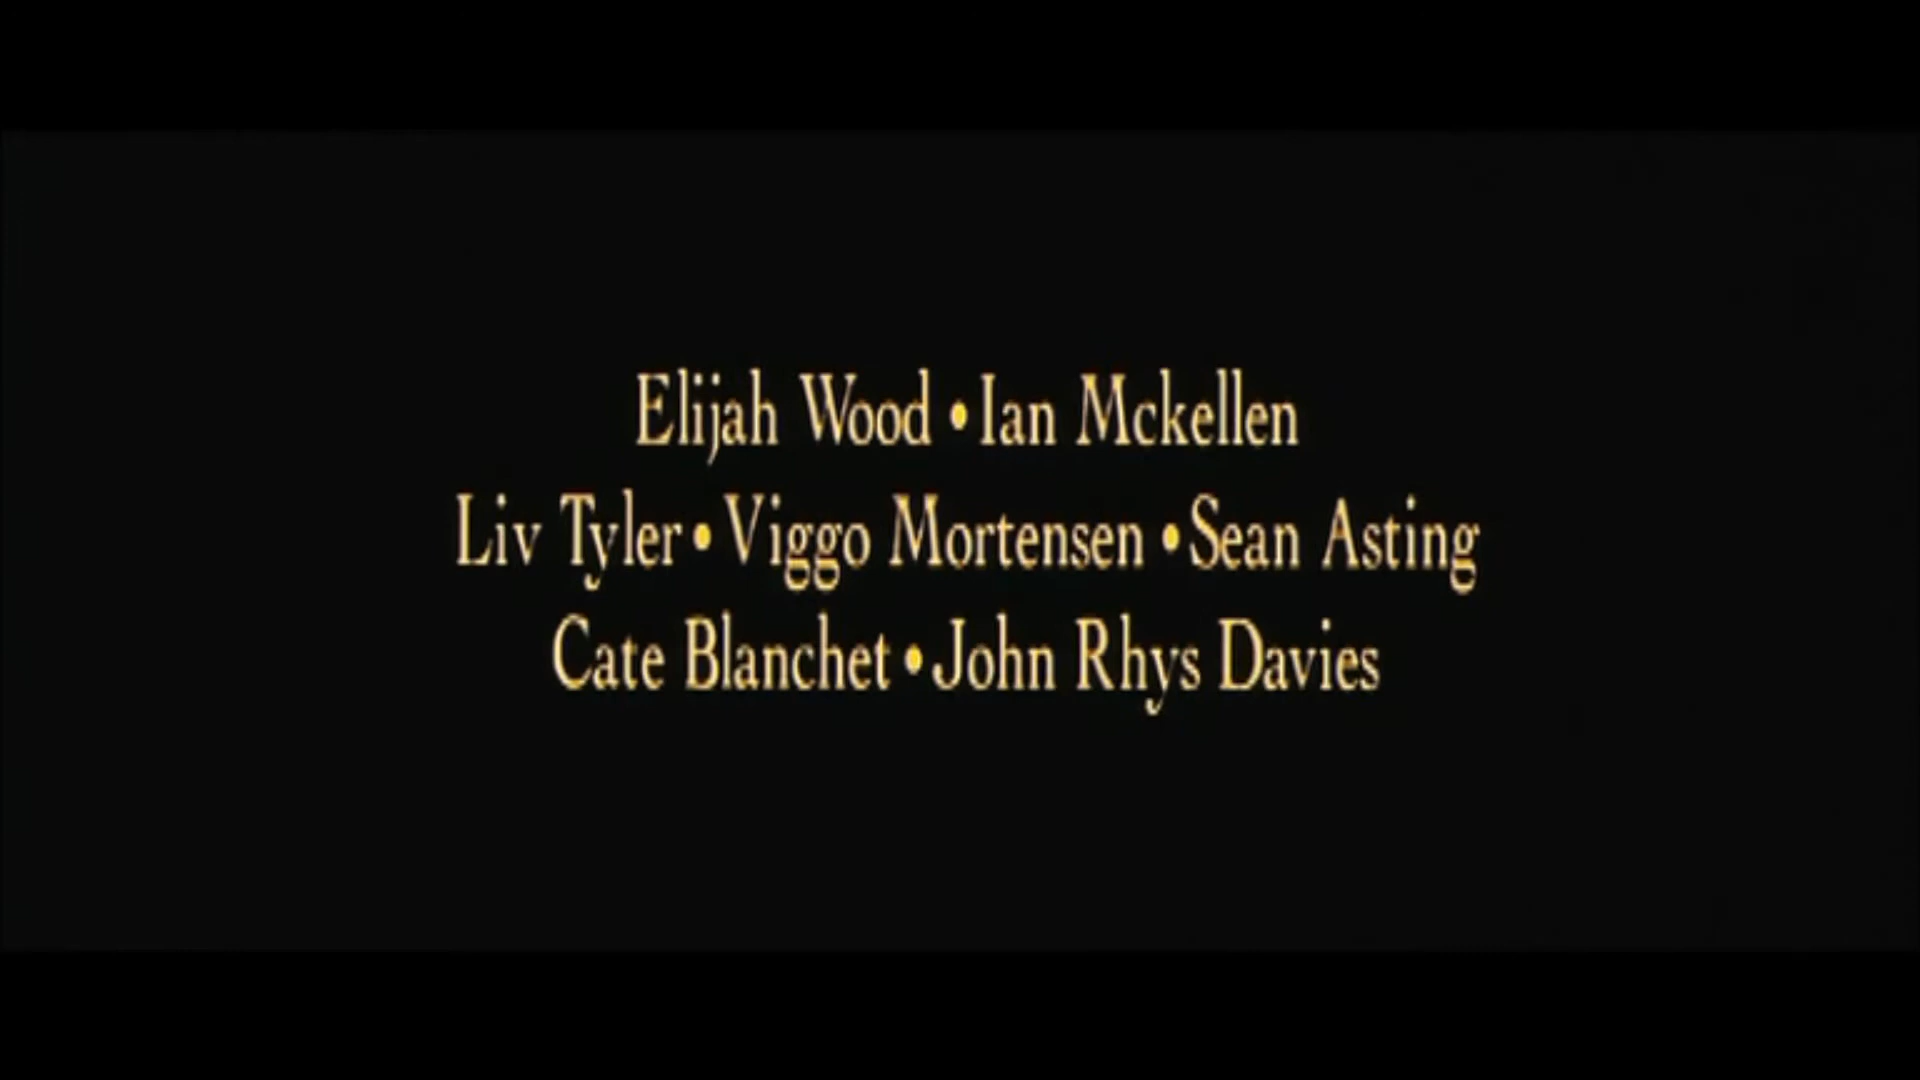 Elijah Wood • Ian Mckellen
Liv Tyler • Viggo Mortensen • Sean Asting
Cate Blanchet • John Rhys Davies